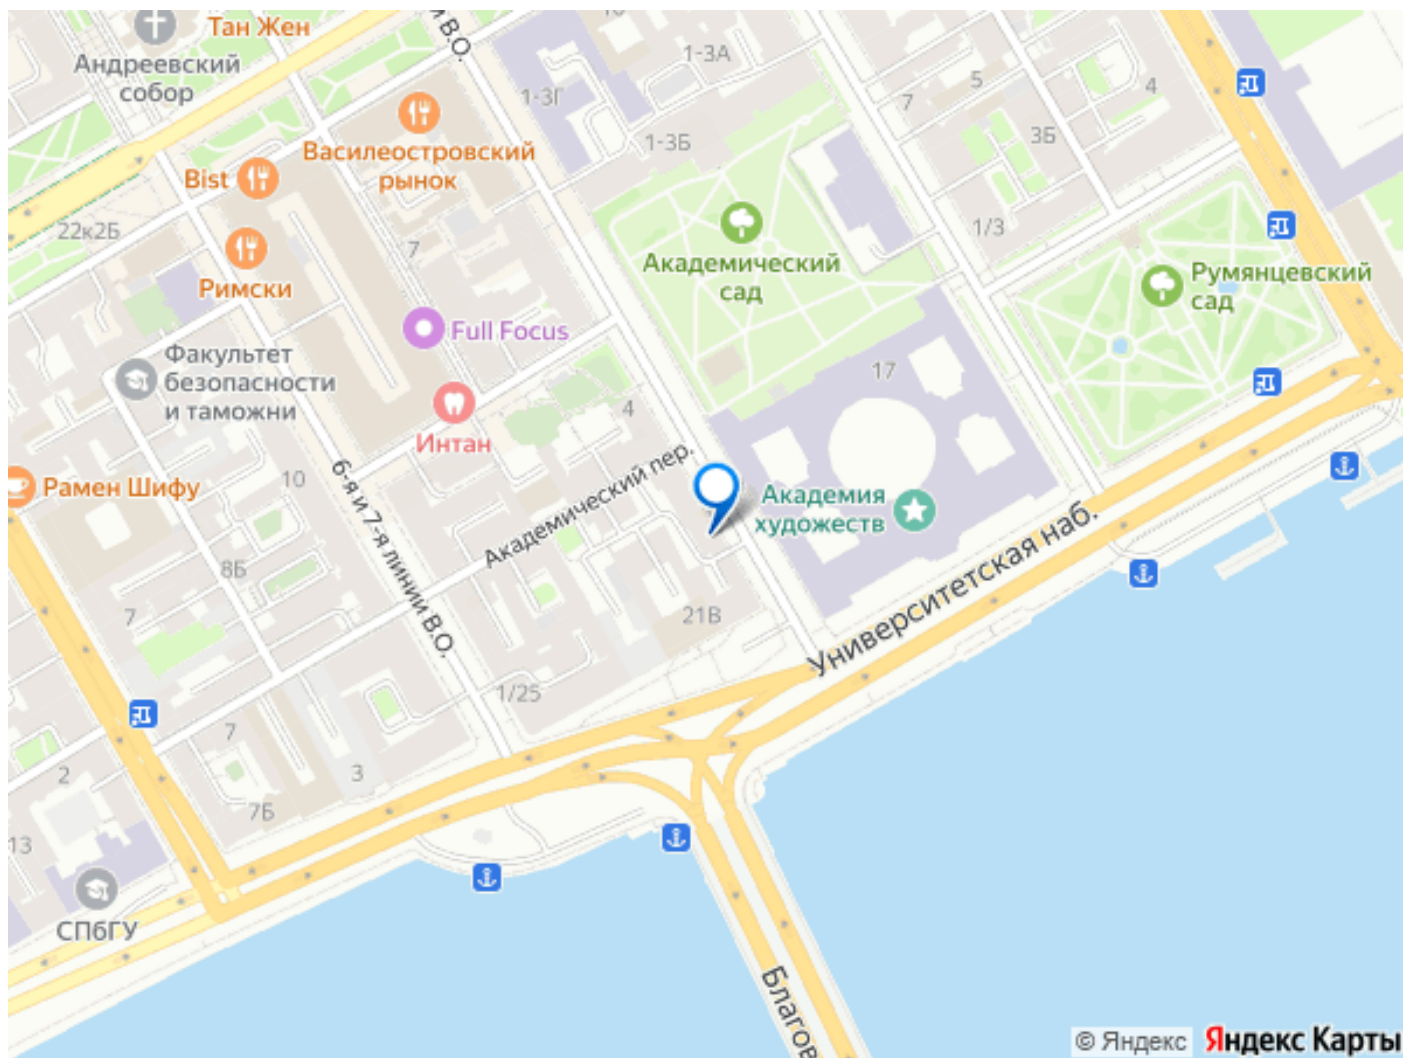 Тан Жен
Андреевский
собор
и В.О.
1-3А
1-3Г
1-3Б
5
4
7
3Б
Василеостровский
рынок
Bist
22к2Б
7
1/3
Академический
сад
Румянцевский
сад
Римски
Full Focus
Факультет
безопасности
и таможни
17
4
Интан
Академический пер.
6-я и 7-я линии В.О.
10
Рамен Шифу
Академия
художеств
Университетская наб.
8Б
7
21В
1/25
7
2
3
7Б
13
СПбГУ
Благов
© Яндекс Яндекс Карты